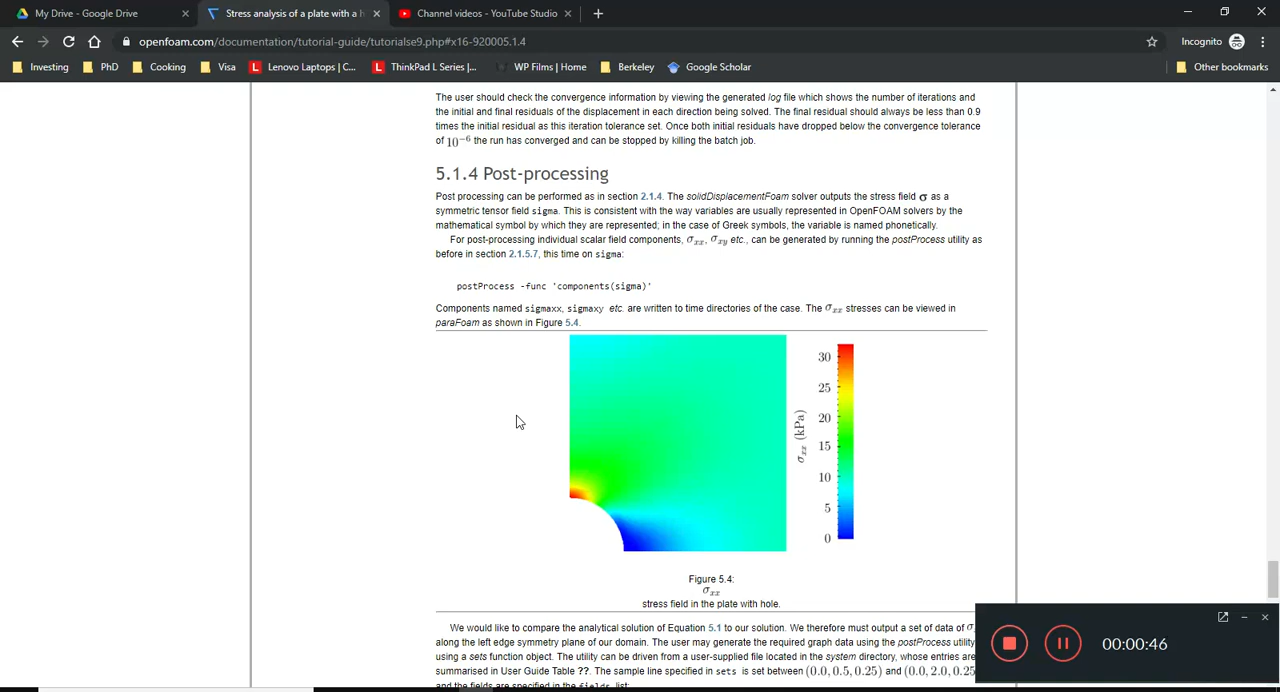 My Drive - Google Drive
Stress analysis of a plate with a h
Channel videos - YouTube Studio
openfoam.com/documentation/tutorial-guide/tutorialse9.php#x16-920005.1.4
Incognito
Investing
PhD
Cooking
Visa
Lenovo Laptops | C...
ThinkPad L Series |...
WP Films | Home
Berkeley
Google Scholar
Other bookmarks
The user should check the convergence information by viewing the generated log file which shows the number of iterations and
the initial and final residuals of the displacement in each direction being solved. The final residual should always be less than 0.9
times the initial residual as this iteration tolerance set. Once both initial residuals have dropped below the convergence tolerance
of 10⁻⁶ the run has converged and can be stopped by killing the batch job.
5.1.4 Post-processing
Post processing can be performed as in section 2.1.4. The solidDisplacementFoam solver outputs the stress field σ as a
symmetric tensor field sigma. This is consistent with the way variables are usually represented in OpenFOAM solvers by the
mathematical symbol by which they are represented; in the case of Greek symbols, the variable is named phonetically.
For post-processing individual scalar field components, σxx, σxy etc., can be generated by running the postProcess utility as
before in section 2.1.5.7, this time on sigma:
postProcess -func 'components(sigma)'
Components named sigmaxx, sigmaxy etc. are written to time directories of the case. The σxx stresses can be viewed in
paraFoam as shown in Figure 5.4.
30
25
20
15
10
5
0
σxx (kPa)
Figure 5.4:
σxx
stress field in the plate with hole.
We would like to compare the analytical solution of Equation 5.1 to our solution. We therefore must output a set of data of σ
along the left edge symmetry plane of our domain. The user may generate the required graph data using the postProcess utility
using a sets function object. The utility can be driven from a user-supplied file located in the system directory, whose entries are
summarised in User Guide Table ??. The sample line specified in sets is set between (0.0, 0.5, 0.25) and (0.0, 2.0, 0.25
and the fields are specified in the fields list:
00:00:46